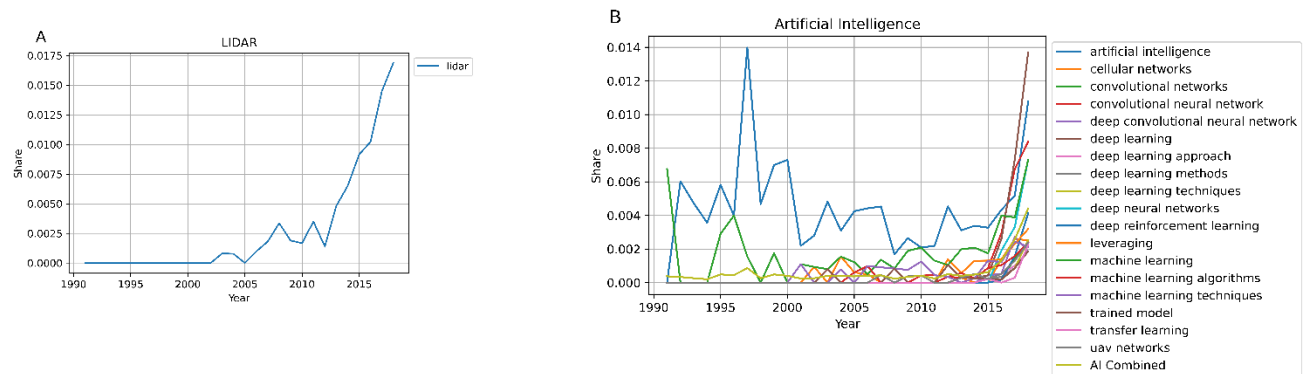 A
LIDAR
0.0175
0.0150
0.0125
0.0100
0.0075
0.0050
0.0025
0.0000
Share
1990 1995 2000 2005 2010 2015
Year
lidar
B
Artificial Intelligence
0.014
0.012
0.010
0.008
0.006
0.004
0.002
0.000
Share
1990 1995 2000 2005 2010 2015
Year
artificial intelligence
cellular networks
convolutional networks
convolutional neural network
deep convolutional neural network
deep learning
deep learning approach
deep learning methods
deep learning techniques
deep neural networks
deep reinforcement learning
leveraging
machine learning
machine learning algorithms
machine learning techniques
trained model
transfer learning
uav networks
AI Combined